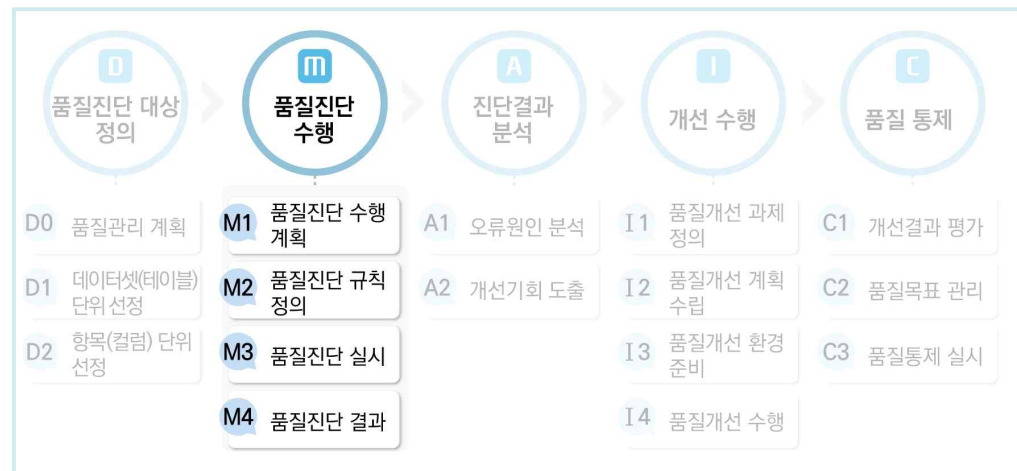 D
품질진단 대상
정의
m
품질진단
수행
A
진단결과
분석
I
개선 수행
C
품질 통제
D0 품질관리 계획
D1 데이터셋(테이블)
단위 선정
D2 항목(컬럼) 단위
선정
M1 품질진단 수행
계획
M2 품질진단 규칙
정의
M3 품질진단 실시
M4 품질진단 결과
A1 오류원인 분석
A2 개선기회 도출
I1 품질개선 과제
정의
I2 품질개선 계획
수립
I3 품질개선 환경
준비
I4 품질개선 수행
C1 개선결과 평가
C2 품질목표 관리
C3 품질통제 실시